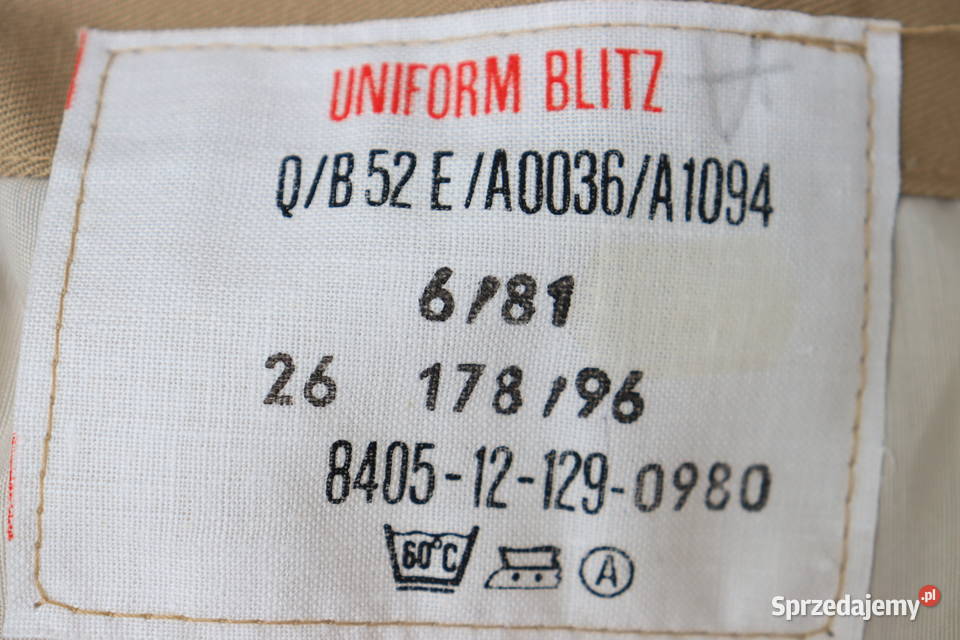 UNIFORM BLITZ
Q/B 52 E /A0036/A1094
6/81
26 178/96
8405-12-129-0980
60°C A
Sprzedajemy.pl